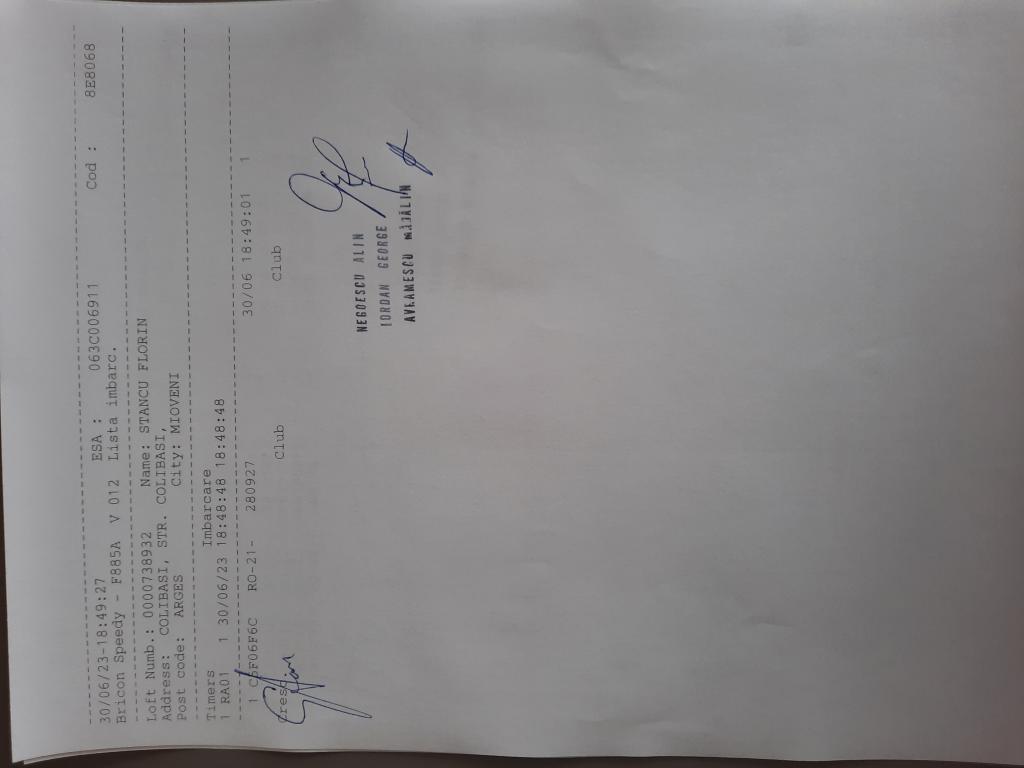 30/06/23-18:49:27 ESA : 063C006911 Cod : 8E8068
Bricon Speedy - F885A V 012 Lista imbarc.
Loft Numb.: 0000738932 Name: STANCU FLORIN
Address: COLIBASI, STR. COLIBASI,
Post code: ARGES City: MIOVENI
Timers Imbarcare
1 RA01 1 30/06/23 18:48:48 18:48:48
1 RO-21- 280927 30/06 18:49:01 1
Club Club
NEGOESCU ALIN
IORDAN GEORGE
AVRAMESCU